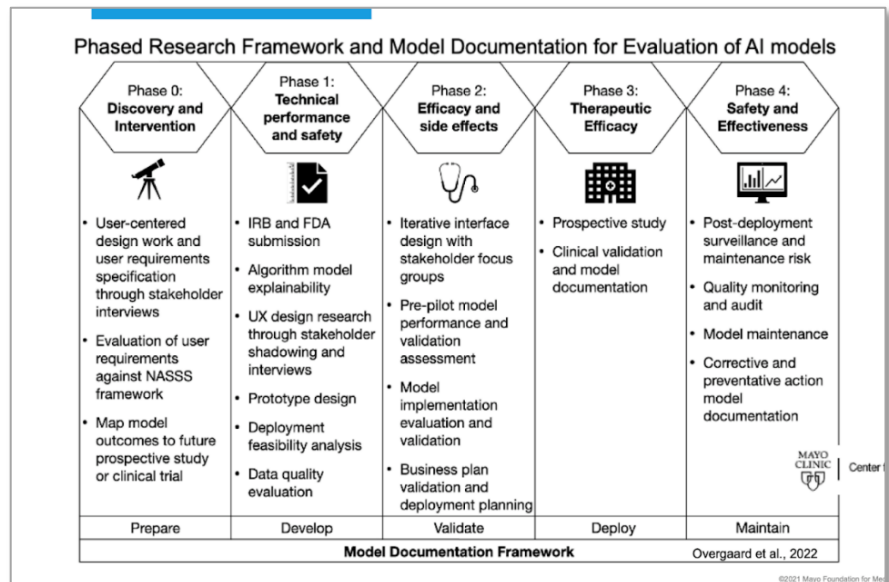 Phased Research Framework and Model Documentation for Evaluation of AI models
Phase 0:
Discovery and
Intervention
Phase 1:
Technical
performance
and safety
Phase 2:
Efficacy and
side effects
Phase 3:
Therapeutic
Efficacy
Phase 4:
Safety and
Effectiveness
• User-centered
design work and
user requirements
specification
through stakeholder
interviews
• Evaluation of user
requirements
against NASSS
framework
• Map model
outcomes to future
prospective study
or clinical trial
• IRB and FDA
submission
• Algorithm model
explainability
• UX design research
through stakeholder
shadowing and
interviews
• Prototype design
• Deployment
feasibility analysis
• Data quality
evaluation
• Iterative interface
design with
stakeholder focus
groups
• Pre-pilot model
performance and
validation
assessment
• Model
implementation
evaluation and
validation
• Business plan
validation and
deployment planning
• Prospective study
• Clinical validation
and model
documentation
• Post-deployment
surveillance and
maintenance risk
• Quality monitoring
and audit
• Model maintenance
• Corrective and
preventative action
model
documentation
MAYO
CLINIC
Center
Prepare
Develop
Validate
Deploy
Maintain
Model Documentation Framework
Overgaard et al., 2022
©2021 Mayo Foundation for